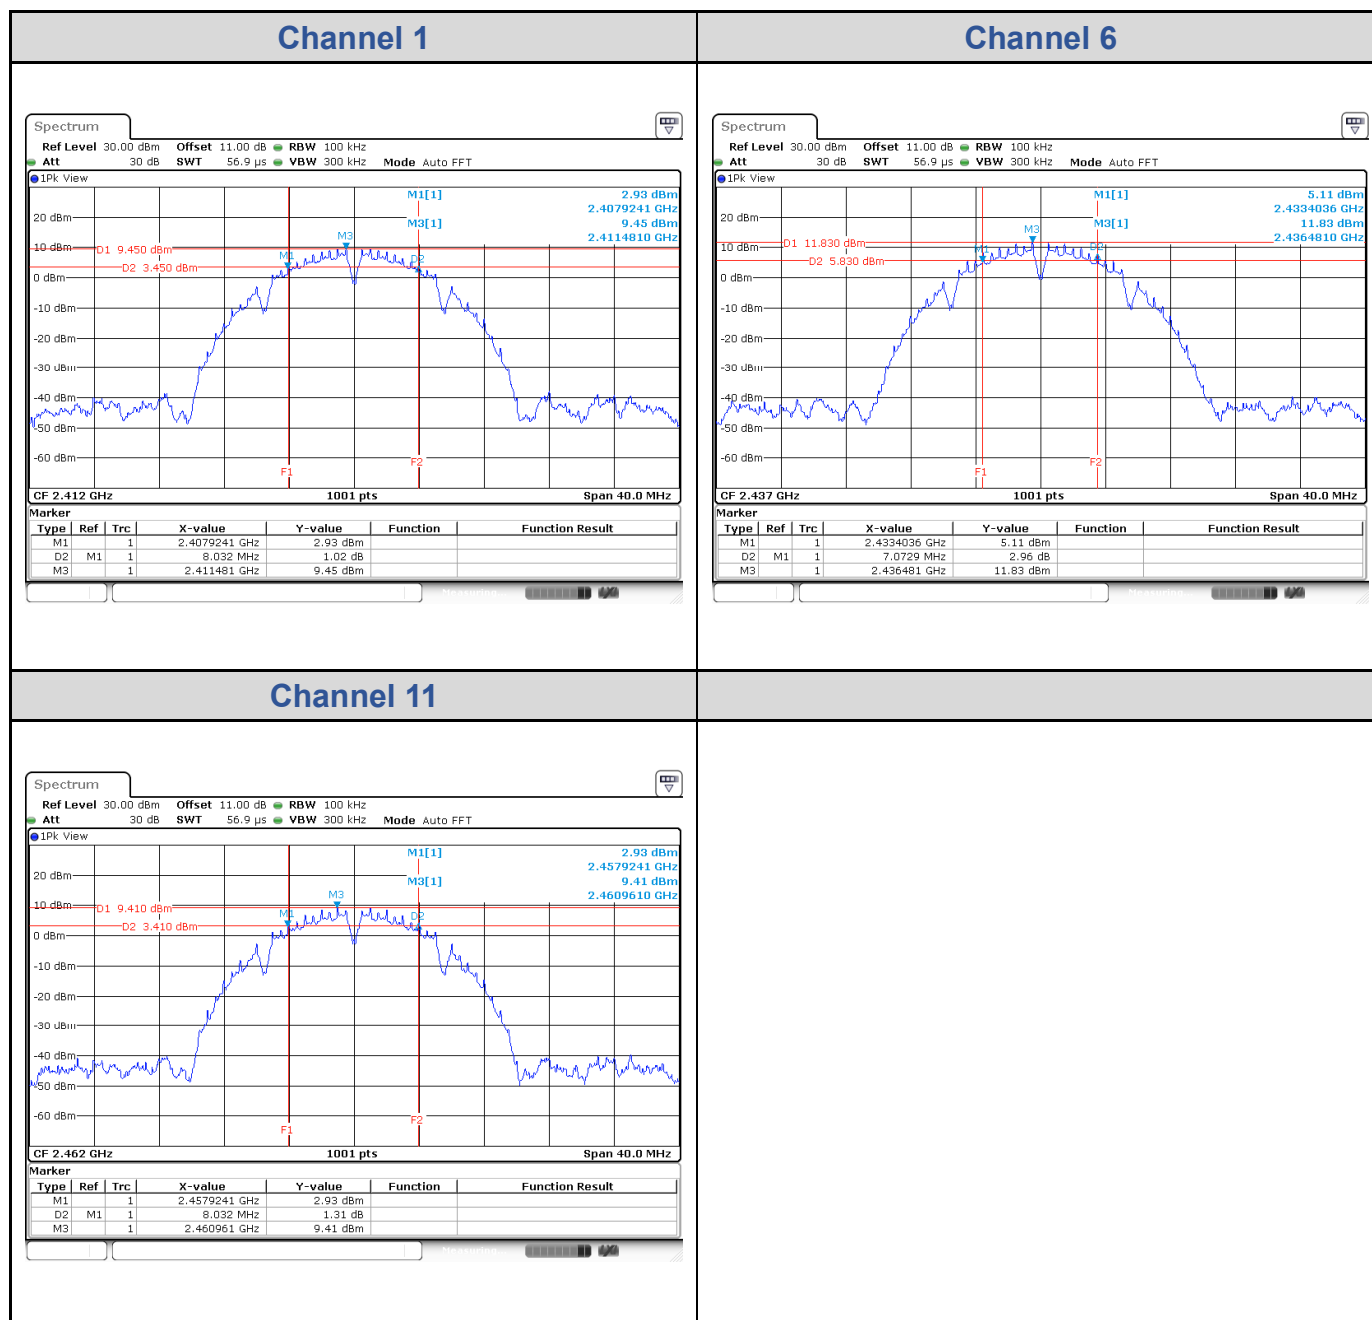 Channel 1
Spectrum
Ref Level 30.00 dBm Offset 11.00 dB RBW 100 kHz
Att 30 dB SWT 56.9 µs VBW 300 kHz Mode Auto FFT
1Pk View
M1[1] 2.93 dBm
2.4079241 GHz
M3[1] 9.45 dBm
2.4114810 GHz
20 dBm
10 dBm
D1 9.450 dBm
D2 3.450 dBm
M1
M3
D2
0 dBm
-10 dBm
-20 dBm
-30 dBm
-40 dBm
-50 dBm
-60 dBm
F1
F2
CF 2.412 GHz 1001 pts Span 40.0 MHz
Marker
Type Ref Trc X-value Y-value Function Function Result
M1 1 2.4079241 GHz 2.93 dBm
D2 M1 1 8.032 MHz 1.02 dB
M3 1 2.411481 GHz 9.45 dBm
Measuring...
Channel 6
Spectrum
Ref Level 30.00 dBm Offset 11.00 dB RBW 100 kHz
Att 30 dB SWT 56.9 µs VBW 300 kHz Mode Auto FFT
1Pk View
M1[1] 5.11 dBm
2.4334036 GHz
M3[1] 11.83 dBm
2.4364810 GHz
20 dBm
10 dBm
D1 11.830 dBm
D2 5.830 dBm
M1
M3
D2
0 dBm
-10 dBm
-20 dBm
-30 dBm
-40 dBm
-50 dBm
-60 dBm
F1
F2
CF 2.437 GHz 1001 pts Span 40.0 MHz
Marker
Type Ref Trc X-value Y-value Function Function Result
M1 1 2.4334036 GHz 5.11 dBm
D2 M1 1 7.0729 MHz 2.96 dB
M3 1 2.436481 GHz 11.83 dBm
Measuring...
Channel 11
Spectrum
Ref Level 30.00 dBm Offset 11.00 dB RBW 100 kHz
Att 30 dB SWT 56.9 µs VBW 300 kHz Mode Auto FFT
1Pk View
M1[1] 2.93 dBm
2.4579241 GHz
M3[1] 9.41 dBm
2.4609610 GHz
20 dBm
10 dBm
D1 9.410 dBm
D2 3.410 dBm
M1
M3
D2
0 dBm
-10 dBm
-20 dBm
-30 dBm
-40 dBm
-50 dBm
-60 dBm
F1
F2
CF 2.462 GHz 1001 pts Span 40.0 MHz
Marker
Type Ref Trc X-value Y-value Function Function Result
M1 1 2.4579241 GHz 2.93 dBm
D2 M1 1 8.032 MHz 1.31 dB
M3 1 2.460961 GHz 9.41 dBm
Measuring...